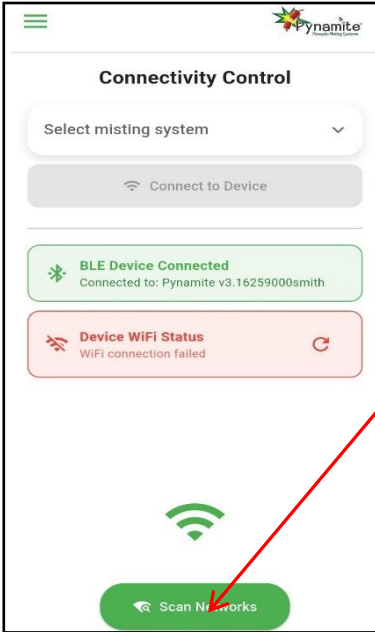 Pynamite
Mosquito Misting Systems
Connectivity Control
Select misting system
Connect to Device
BLE Device Connected
Connected to: Pynamite v3.16259000smith
Device WiFi Status
WiFi connection failed
Scan Networks